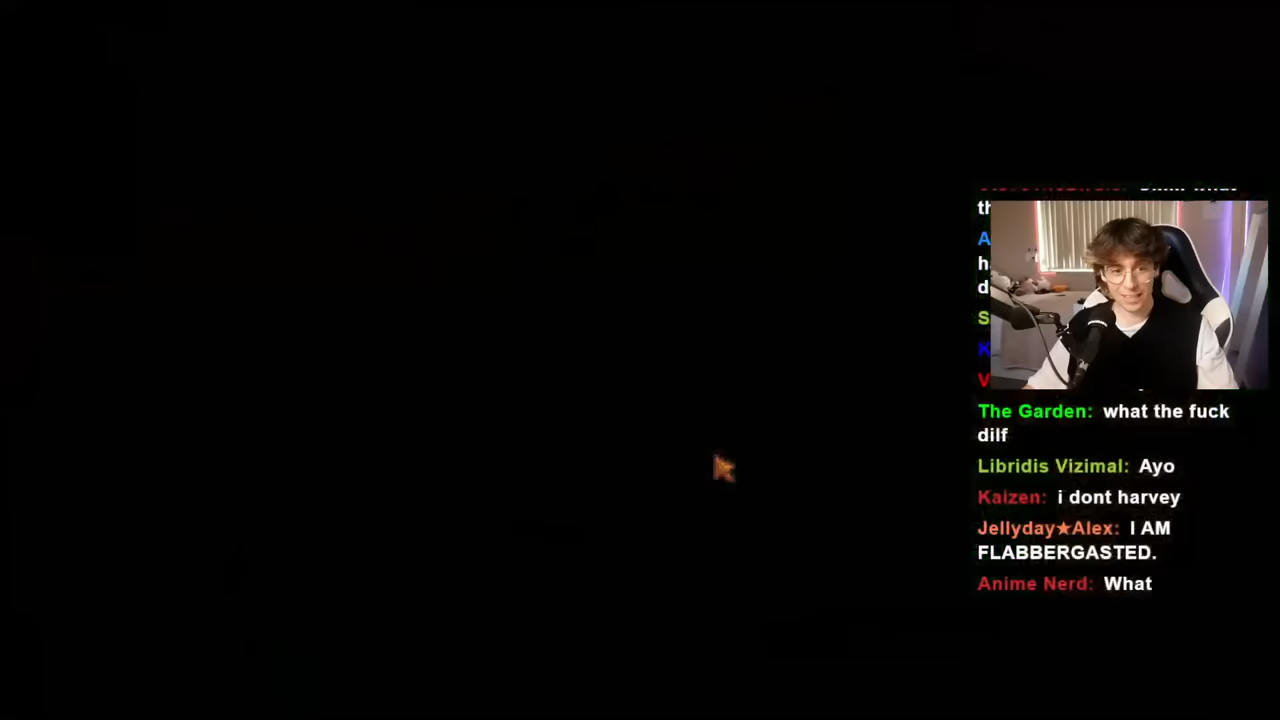 th
A
h
d
S
K
V
The Garden: what the fuck
dilf
Libridis Vizimal: Ayo
Kaizen: i dont harvey
Jellyday★Alex: I AM
FLABBERGASTED.
Anime Nerd: What